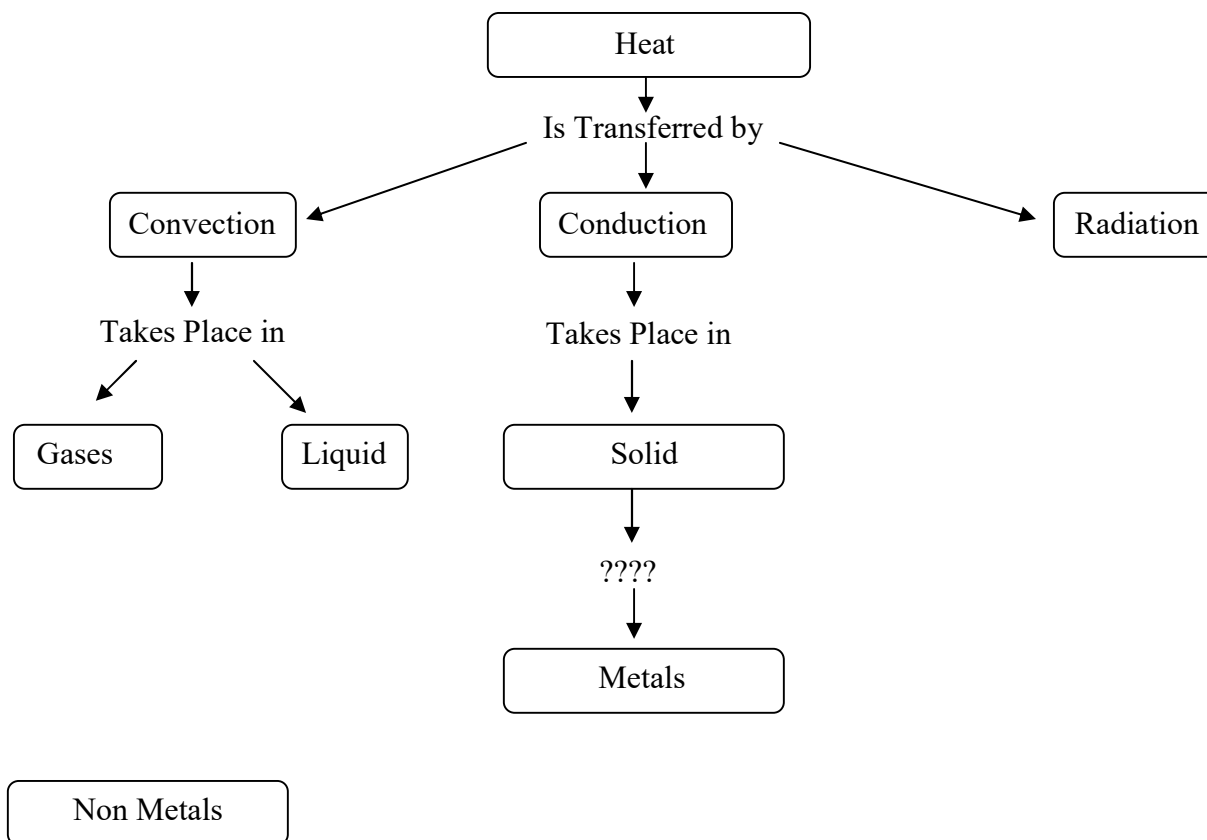 Heat
Is Transferred by
Convection
Conduction
Radiation
Takes Place in
Takes Place in
Gases
Liquid
Solid
????
Metals
Non Metals